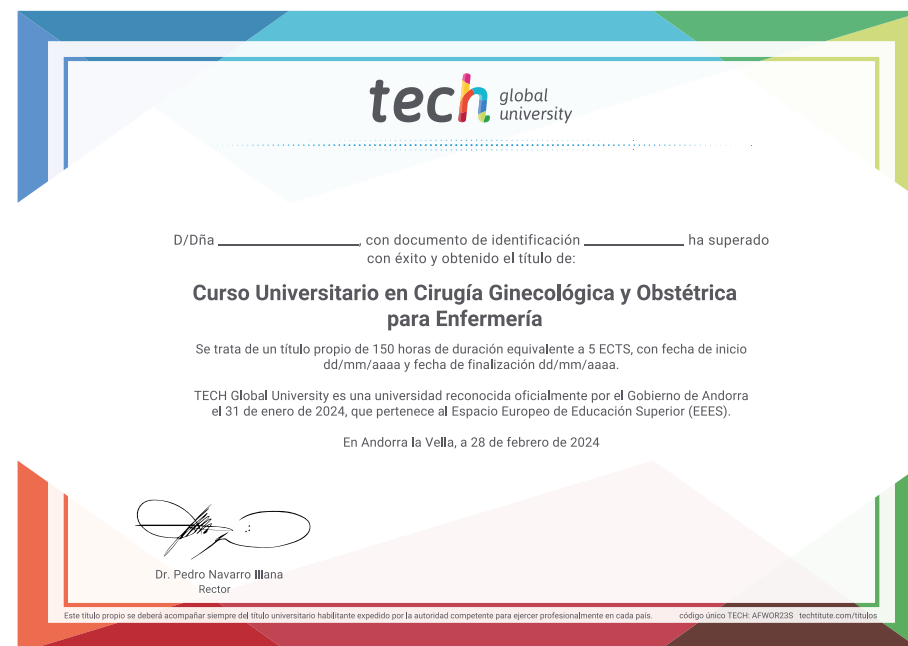 tech global university
D/Dña ____________________, con documento de identificación ______________ ha superado
con éxito y obtenido el título de:
Curso Universitario en Cirugía Ginecológica y Obstétrica
para Enfermería
Se trata de un título propio de 150 horas de duración equivalente a 5 ECTS, con fecha de inicio
dd/mm/aaaa y fecha de finalización dd/mm/aaaa.
TECH Global University es una universidad reconocida oficialmente por el Gobierno de Andorra
el 31 de enero de 2024, que pertenece al Espacio Europeo de Educación Superior (EEES).
En Andorra la Vella, a 28 de febrero de 2024
Dr. Pedro Navarro Illana
Rector
Este título propio se deberá acompañar siempre del título universitario habilitante expedido por la autoridad competente para ejercer profesionalmente en cada país. código único TECH: AFWOR23S techtitute.com/titulos